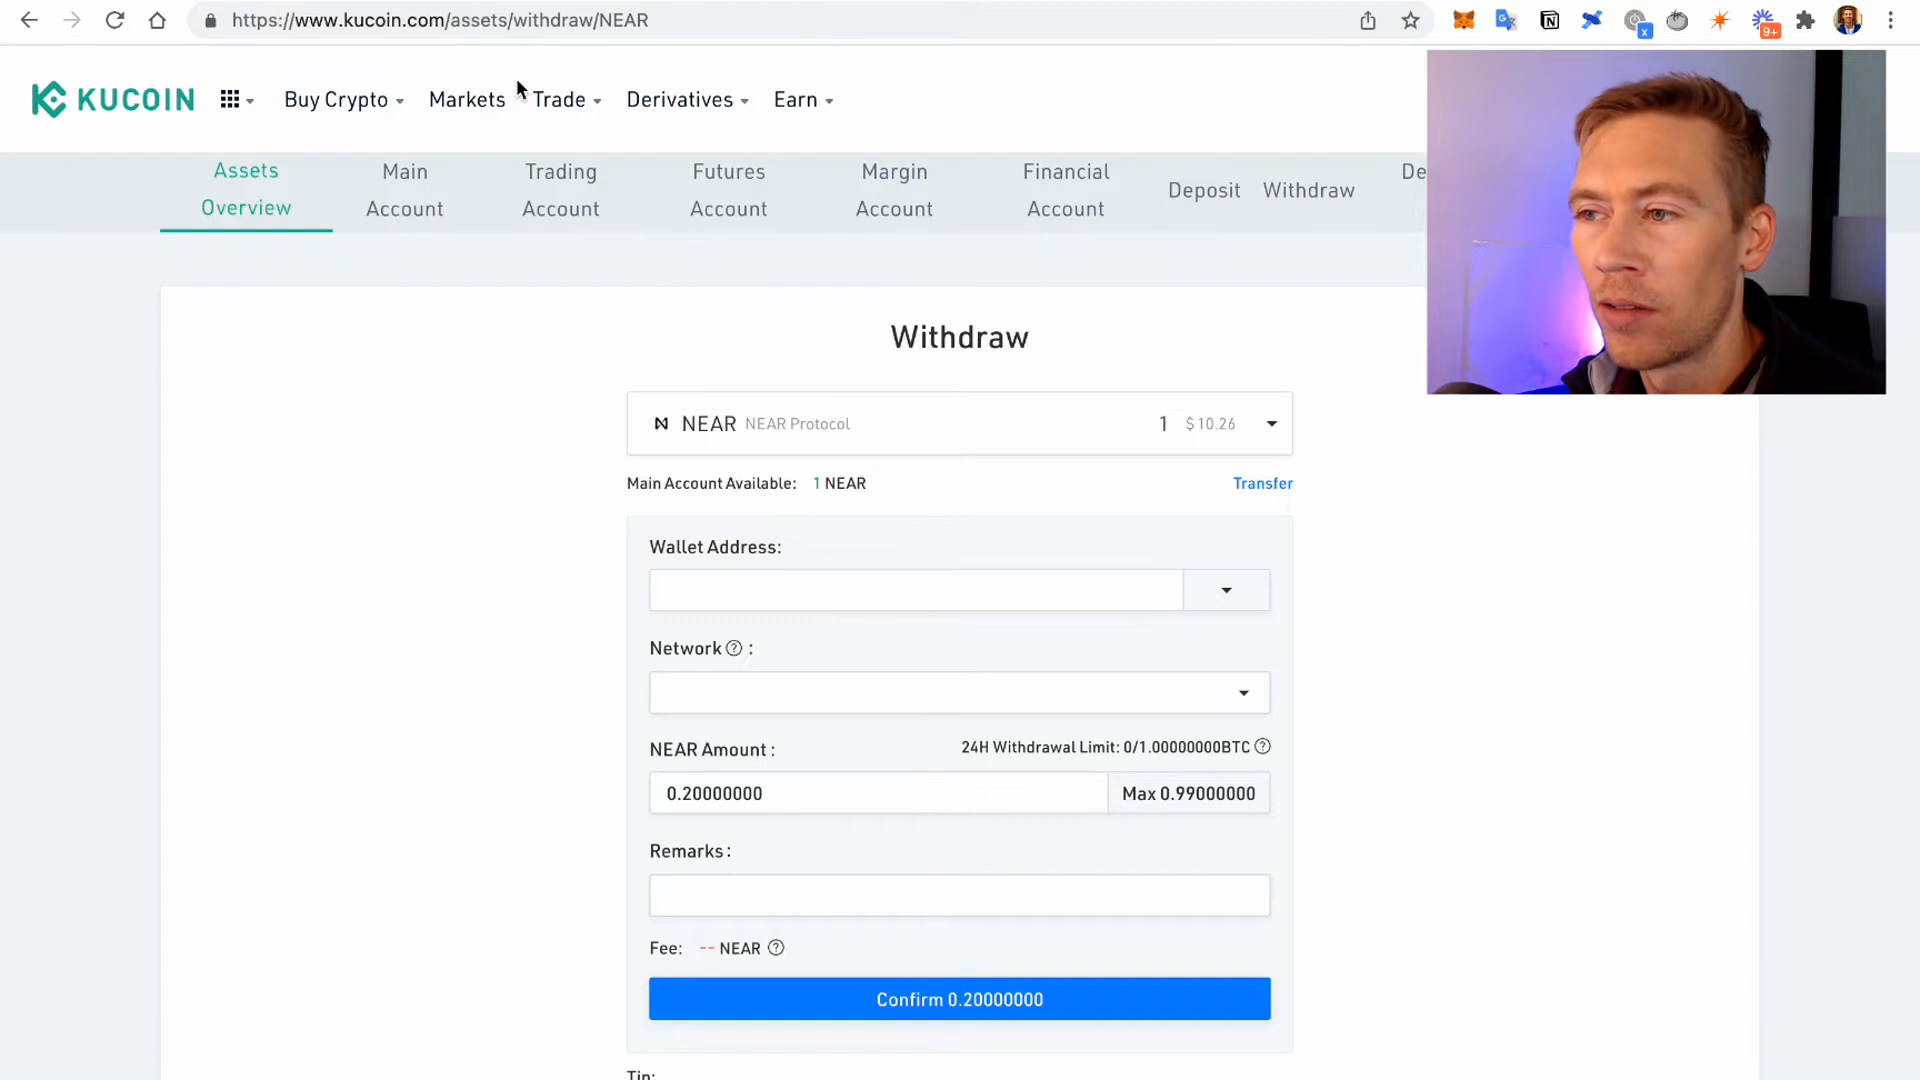 https://www.kucoin.com/assets/withdraw/NEAR
x
9+
KUCOIN
Buy Crypto
Markets
Trade
Derivatives
Earn
Assets Overview
Main Account
Trading Account
Futures Account
Margin Account
Financial Account
Deposit
Withdraw
De
Withdraw
NEAR NEAR Protocol 1 $10.26
Main Account Available: 1 NEAR Transfer
Wallet Address:
Network ? :
NEAR Amount : 24H Withdrawal Limit: 0/1.00000000BTC ?
0.20000000 Max 0.99000000
Remarks :
Fee: -- NEAR ?
Confirm 0.20000000
Tip: